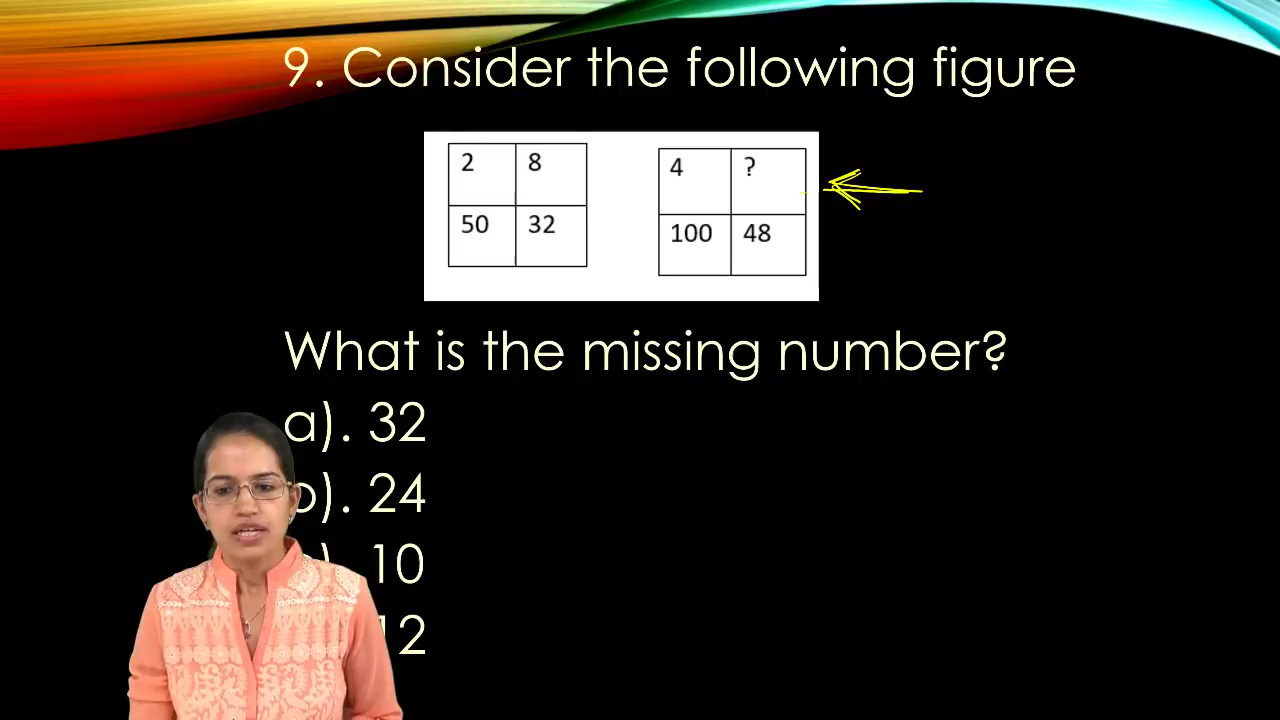 9. Consider the following figure
2 8
50 32
4 ?
100 48
What is the missing number?
a). 32
b). 24
). 10
12